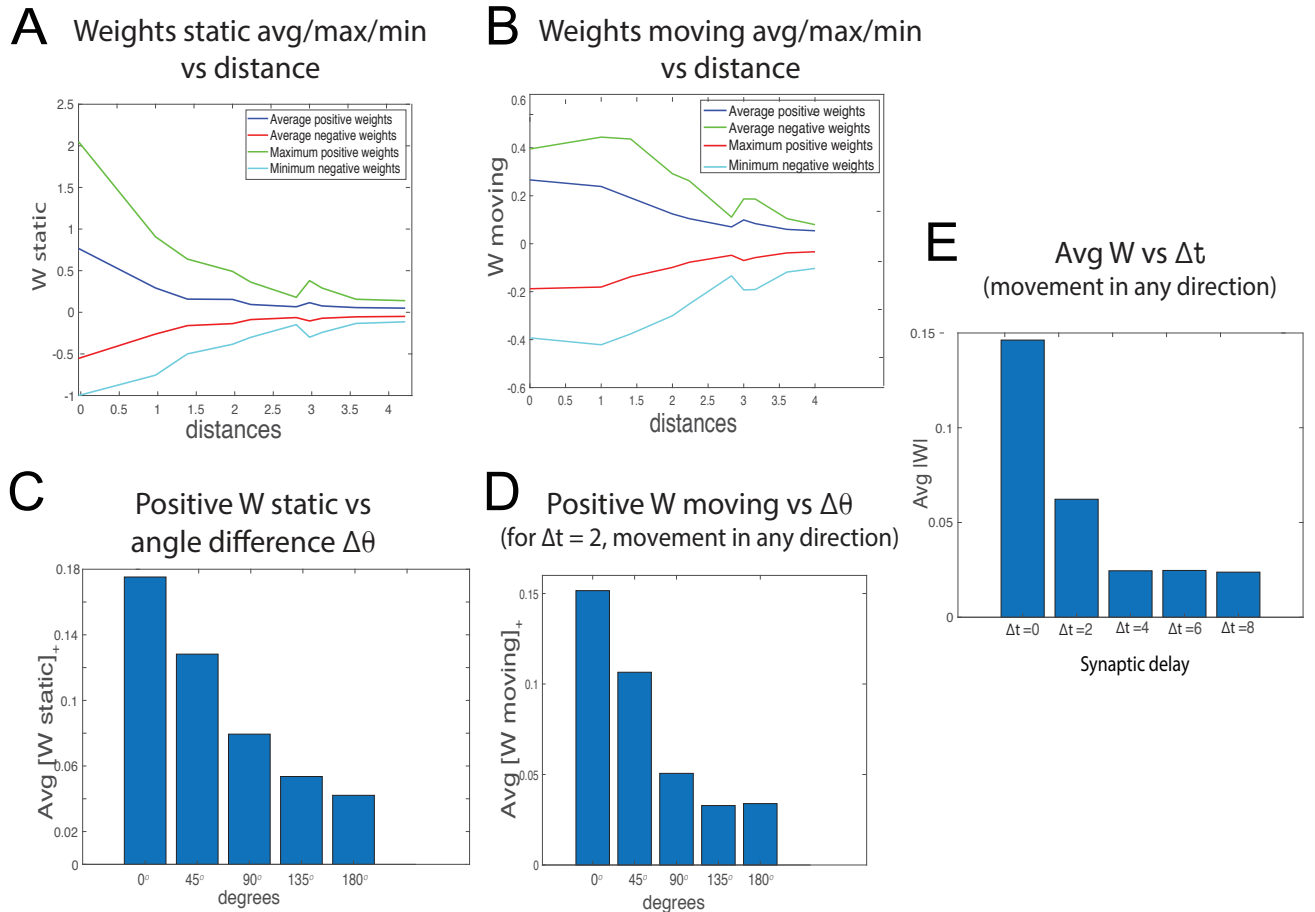 A
Weights static avg/max/min
vs distance
2.5
2
1.5
1
0.5
0
-0.5
-1
W static
Average positive weights
Average negative weights
Maximum positive weights
Minimum negative weights
0 0.5 1 1.5 2 2.5 3 3.5 4
distances
B
Weights moving avg/max/min
vs distance
0.6
0.4
0.2
0
-0.2
-0.4
-0.6
W moving
Average positive weights
Average negative weights
Maximum positive weights
Minimum negative weights
0 0.5 1 1.5 2 2.5 3 3.5 4
distances
C
Positive W static vs
angle difference Δθ
0.18
0.14
0.1
0.06
0.02
0
Avg [W static]+
0° 45° 90° 135° 180°
degrees
D
Positive W moving vs Δθ
(for Δt = 2, movement in any direction)
0.15
0.1
0.05
0
Avg [W moving]+
0° 45° 90° 135° 180°
degrees
E
Avg W vs Δt
(movement in any direction)
0.15
0.1
0.05
0
Avg |W|
Δt =0 Δt =2 Δt =4 Δt =6 Δt =8
Synaptic delay